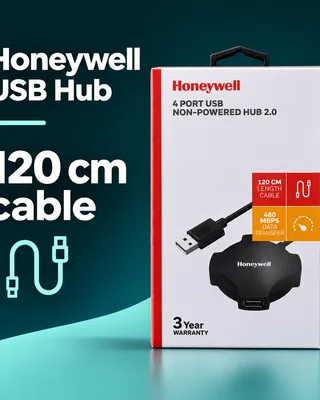 Honeywell
USB Hub
120 cm
cable
Honeywell
4 PORT USB
NON-POWERED HUB 2.0
120 CM
LENGTH
CABLE
480
MBPS
DATA
TRANSFER
Honeywell
3 Year
WARRANTY